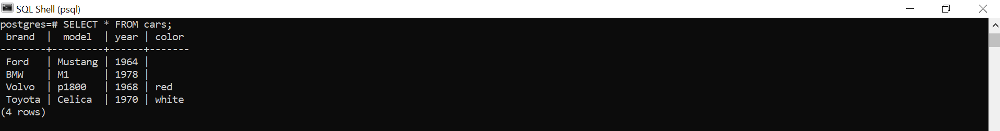 SQL Shell (psql)
postgres=# SELECT * FROM cars;
 brand  |  model  | year | color
--------+---------+------+-------
 Ford   | Mustang | 1964 |
 BMW    | M1      | 1978 |
 Volvo  | p1800   | 1968 | red
 Toyota | Celica  | 1970 | white
(4 rows)